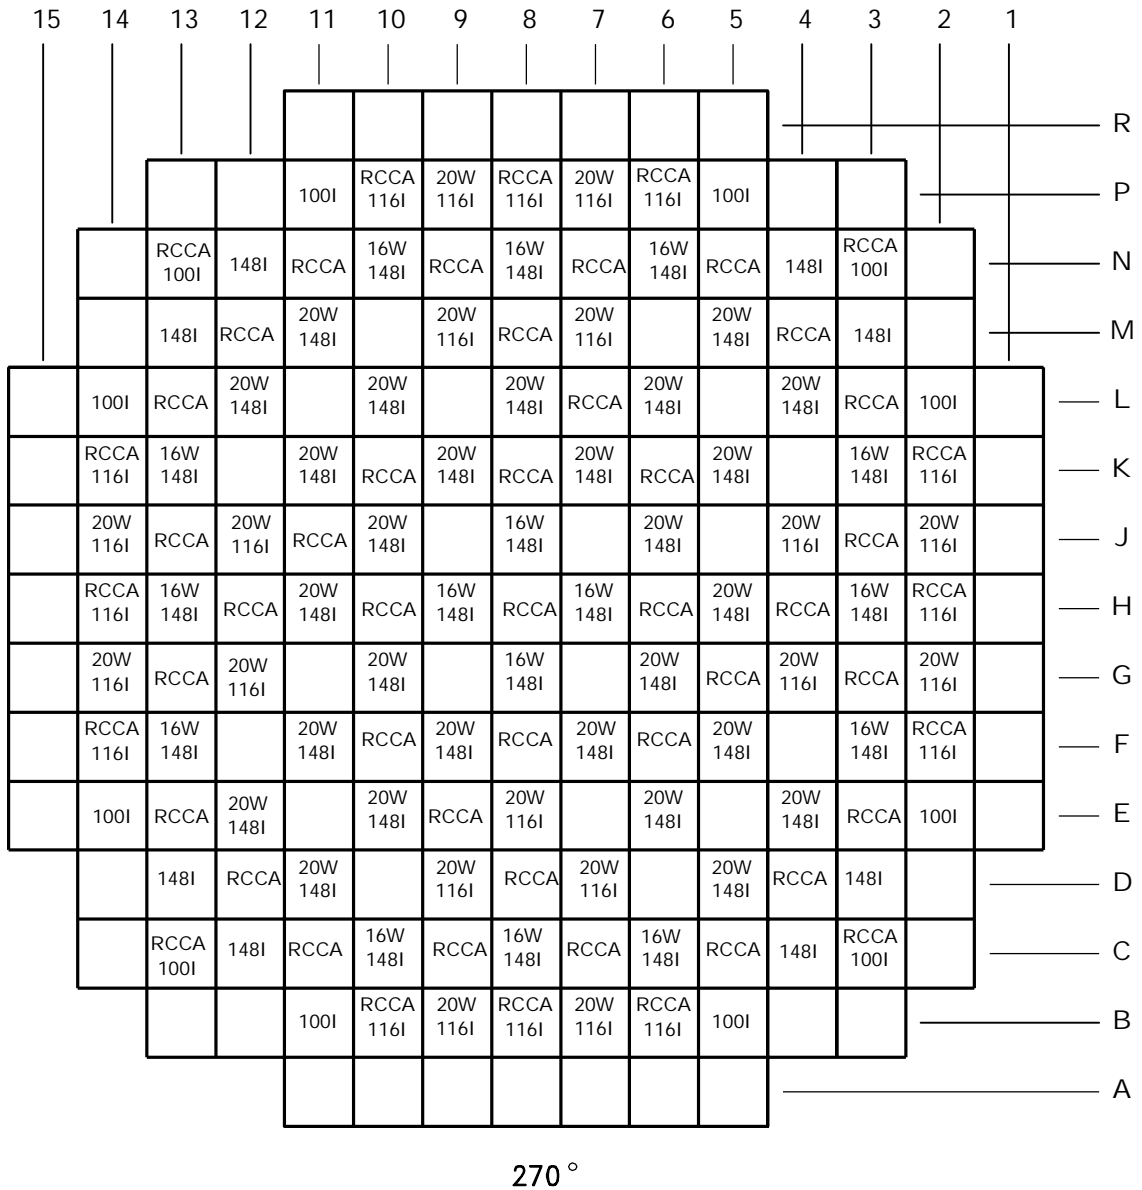 15 14 13 12 11 10 9 8 7 6 5 4 3 2 1
R
RCCA 20W RCCA 20W RCCA
100I 116I 116I 116I 116I 116I 100I P
RCCA 16W 16W 16W RCCA
100I 148I RCCA 148I RCCA 148I RCCA 148I RCCA 148I 100I N
20W 20W 20W 20W
148I RCCA 148I 116I RCCA 116I 148I RCCA 148I M
20W 20W 20W 20W 20W
100I RCCA 148I 148I 148I RCCA 148I 148I RCCA 100I L
RCCA 16W 20W 20W 20W 20W 16W RCCA
116I 148I 148I RCCA 148I RCCA 148I RCCA 148I 148I 116I K
20W 20W 20W 16W 20W 20W 20W
116I RCCA 116I RCCA 148I 148I 148I 116I RCCA 116I J
RCCA 16W 20W 16W 16W 20W 16W RCCA
116I 148I RCCA 148I RCCA 148I RCCA 148I RCCA 148I RCCA 148I 116I H
20W 20W 20W 16W 20W 20W 20W
116I RCCA 116I 148I 148I 148I RCCA 116I RCCA 116I G
RCCA 16W 20W 20W 20W 20W 16W RCCA
116I 148I 148I RCCA 148I RCCA 148I RCCA 148I 148I 116I F
20W 20W 20W 20W 20W
100I RCCA 148I 148I RCCA 116I 148I 148I RCCA 100I E
20W 20W 20W 20W
148I RCCA 148I 116I RCCA 116I 148I RCCA 148I D
RCCA 16W 16W 16W RCCA
100I 148I RCCA 148I RCCA 148I RCCA 148I RCCA 148I 100I C
RCCA 20W RCCA 20W RCCA
100I 116I 116I 116I 116I 116I 100I B
A
270°